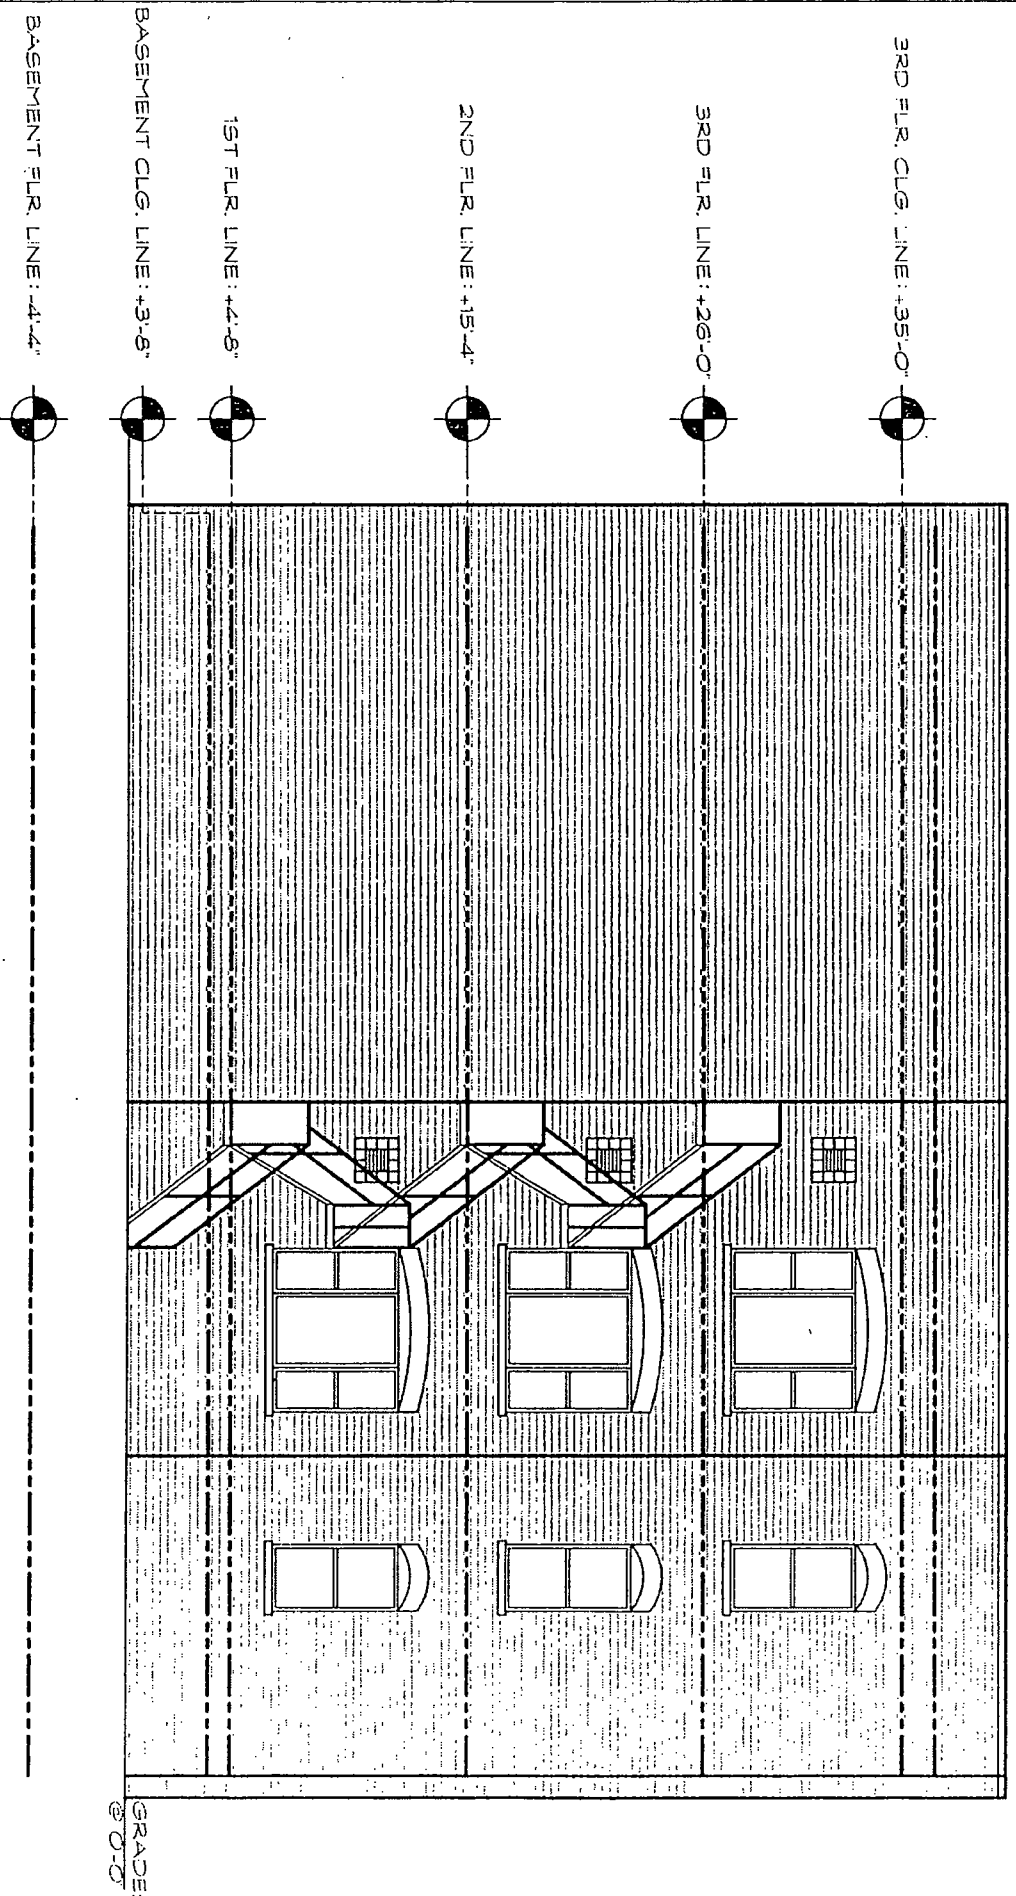 3RD FLR. CLG. LINE: +35'-0"
3RD FLR. LINE: +26'-0"
2ND FLR. LINE: +15'-4"
1ST FLR. LINE: +4'-8"
BASEMENT CLG. LINE: +3'-8"
BASEMENT FLR. LINE: -4'-4"
GRADE:
@ 0'-0"